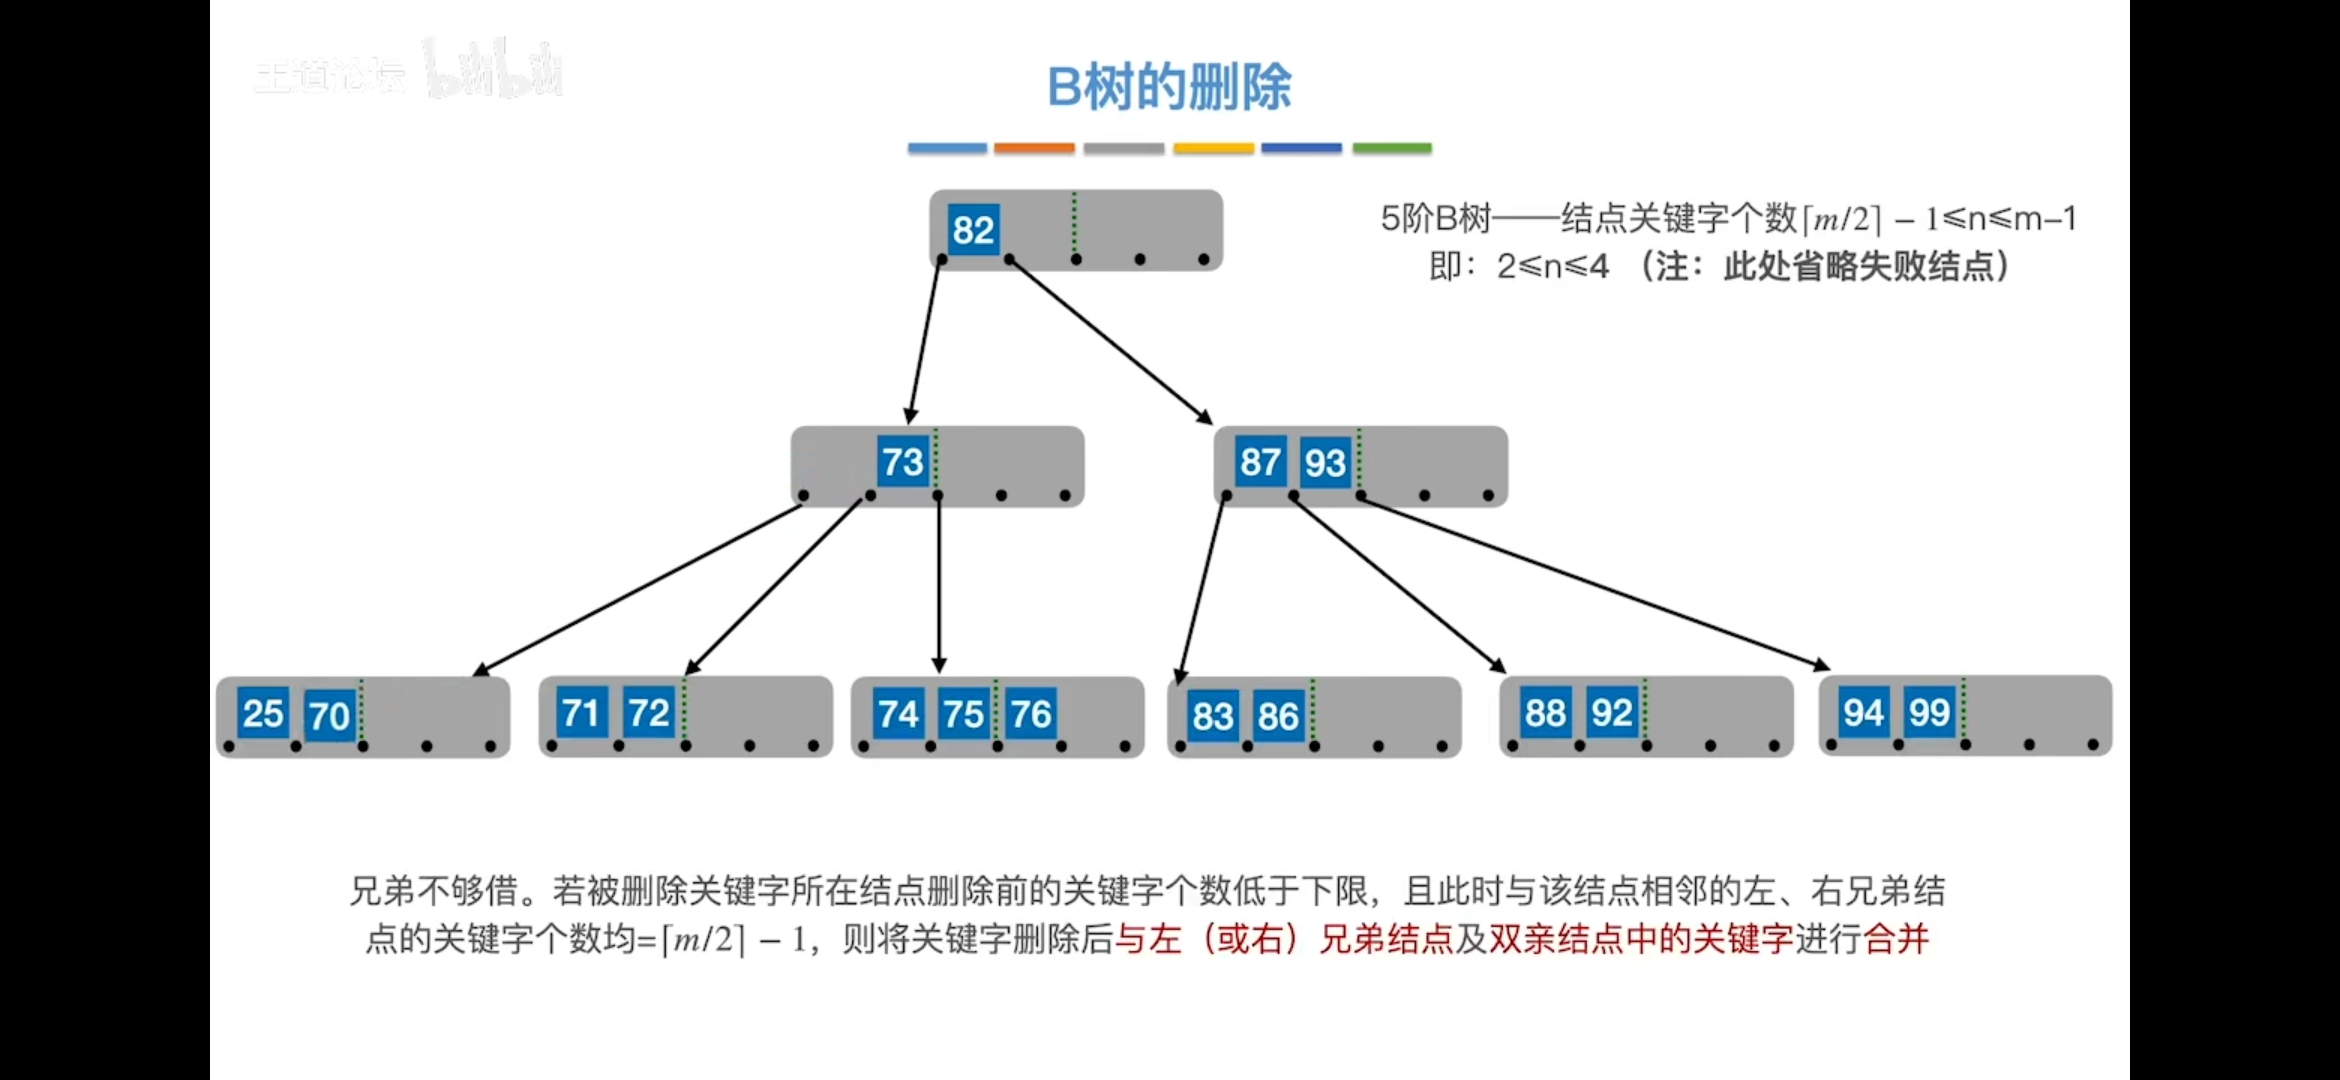 王道论坛 bilibili
B树的删除
82
5阶B树——结点关键字个数⌈m/2⌉ – 1≤n≤m–1
即：2≤n≤4 （注：此处省略失败结点）
73
87 93
25 70
71 72
74 75 76
83 86
88 92
94 99
兄弟不够借。若被删除关键字所在结点删除前的关键字个数低于下限，且此时与该结点相邻的左、右兄弟结
点的关键字个数均=⌈m/2⌉ – 1，则将关键字删除后与左（或右）兄弟结点及双亲结点中的关键字进行合并